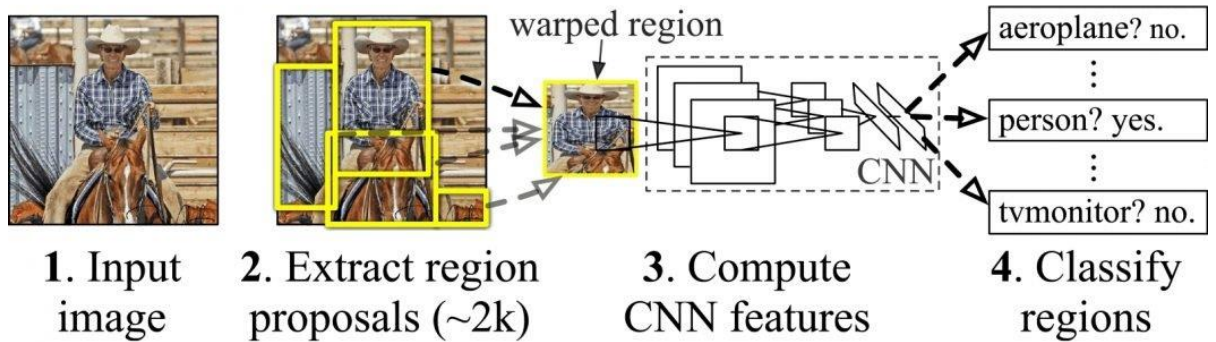 warped region
aeroplane? no.
person? yes.
CNN
tvmonitor? no.
1. Input
image
2. Extract region
proposals (~2k)
3. Compute
CNN features
4. Classify
regions